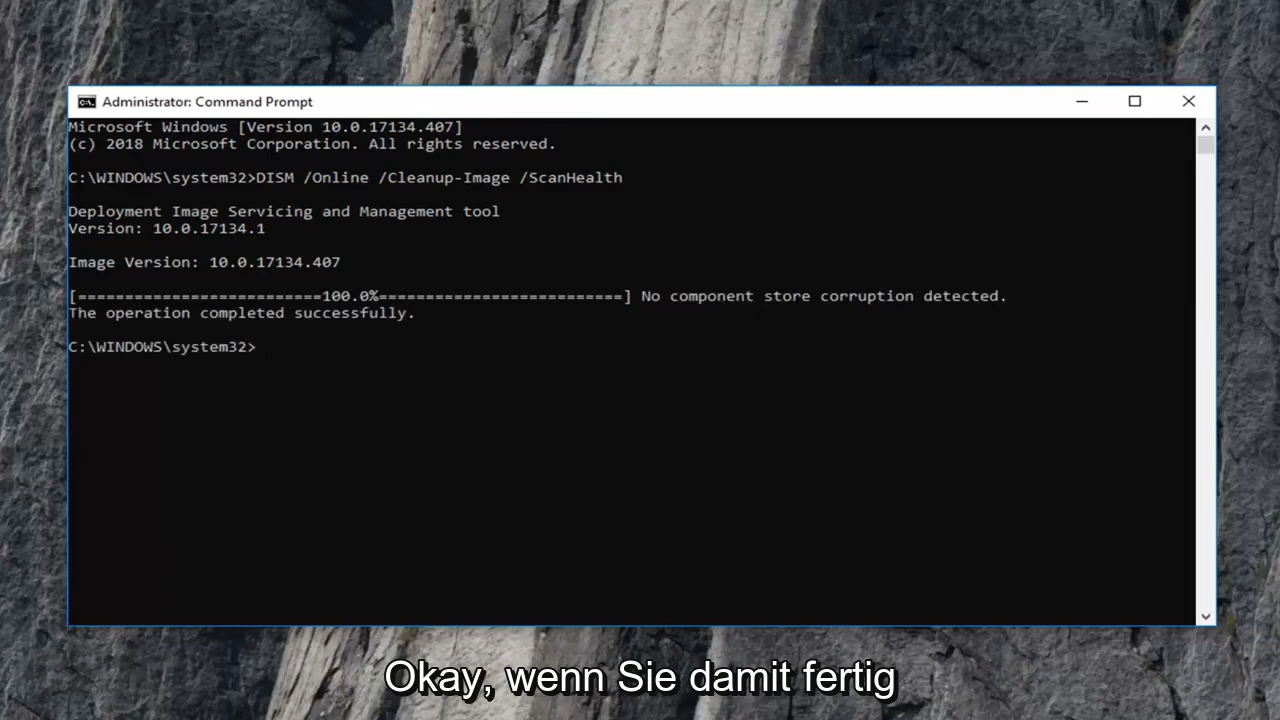 Administrator: Command Prompt
Microsoft Windows [Version 10.0.17134.407]
(c) 2018 Microsoft Corporation. All rights reserved.
C:\WINDOWS\system32>DISM /Online /Cleanup-Image /ScanHealth
Deployment Image Servicing and Management tool
Version: 10.0.17134.1
Image Version: 10.0.17134.407
[==========================100.0%==========================] No component store corruption detected.
The operation completed successfully.
C:\WINDOWS\system32>
Okay, wenn Sie damit fertig